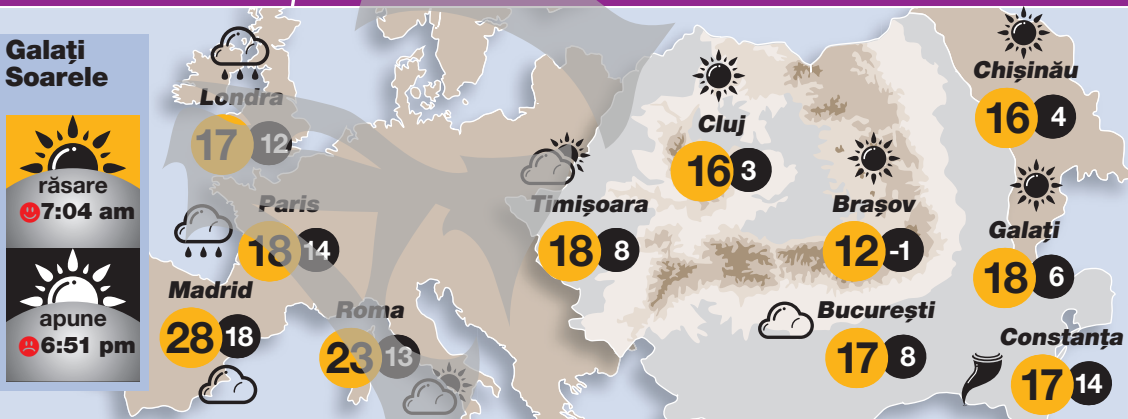 Galați
Soarele
răsare
7:04 am
apune
6:51 pm
Londra
17 12
Paris
18 14
Madrid
28 18
Roma
23 13
Timișoara
18 8
Cluj
16 3
Brașov
12 -1
București
17 8
Chișinău
16 4
Galați
18 6
Constanța
17 14